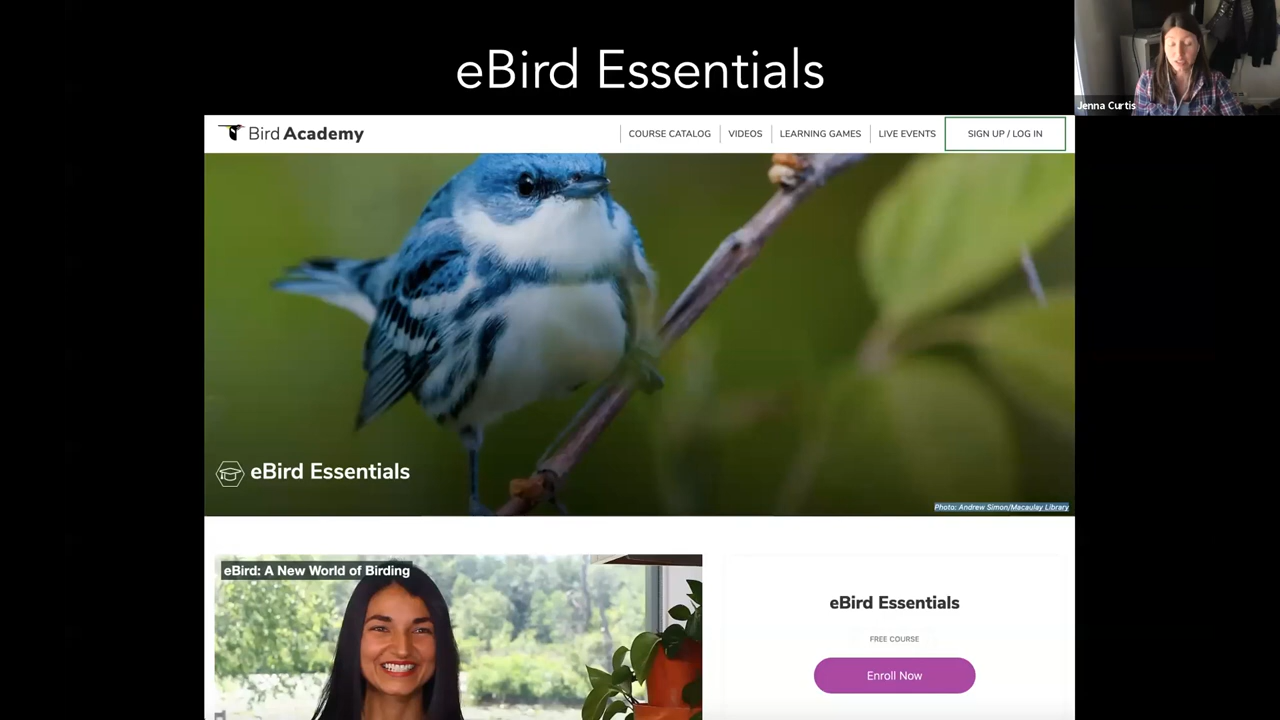 eBird Essentials
Jenna Curtis
Bird Academy
COURSE CATALOG
VIDEOS
LEARNING GAMES
LIVE EVENTS
SIGN UP / LOG IN
eBird Essentials
Photo: Andrew Simon/Macaulay Library
eBird: A New World of Birding
eBird Essentials
FREE COURSE
Enroll Now